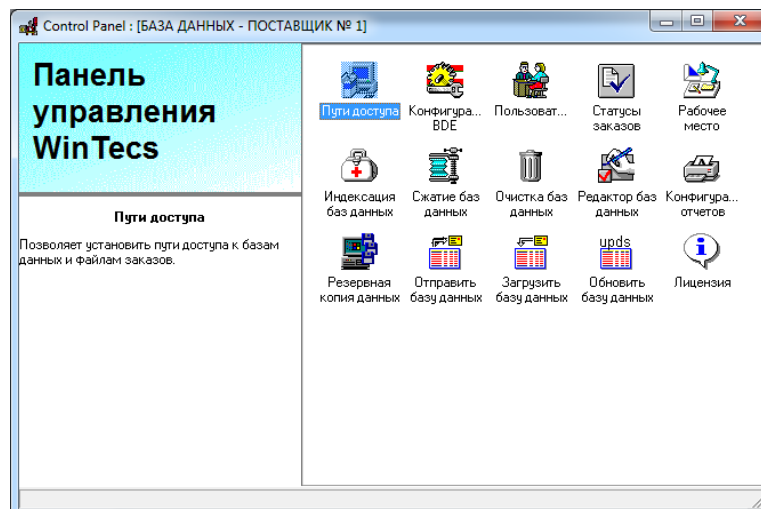 Control Panel : [БАЗА ДАННЫХ - ПОСТАВЩИК № 1]
Панель
управления
WinTecs
Пути доступа
Позволяет установить пути доступа к базам
данных и файлам заказов.
Пути доступа
Конфигура...
BDE
Пользоват...
Статусы
заказов
Рабочее
место
Индексация
баз данных
Сжатие баз
данных
Очистка баз
данных
Редактор баз
данных
Конфигура...
отчетов
Резервная
копия данных
Отправить
базу данных
Загрузить
базу данных
upds
Обновить
базу данных
Лицензия